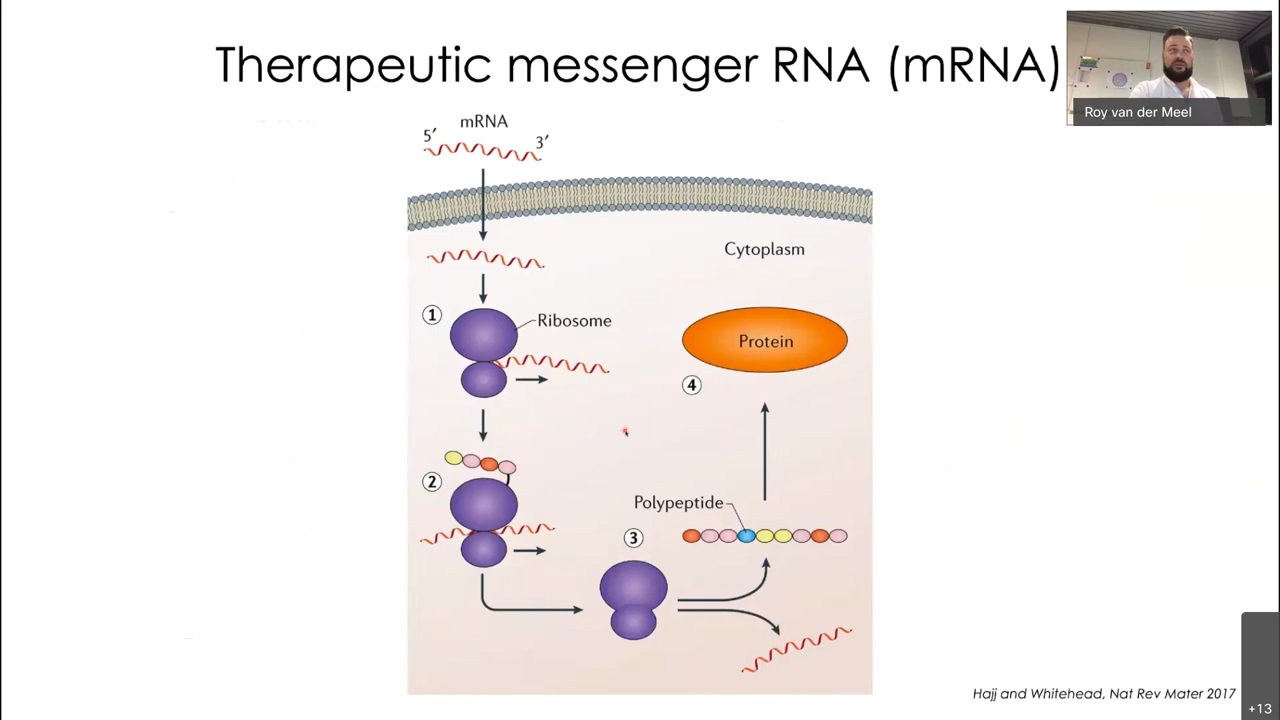 Therapeutic messenger RNA (mRNA)
Roy van der Meel
mRNA
5′
3′
Cytoplasm
1
Ribosome
Protein
4
2
Polypeptide
3
Hajj and Whitehead, Nat Rev Mater 2017
+13